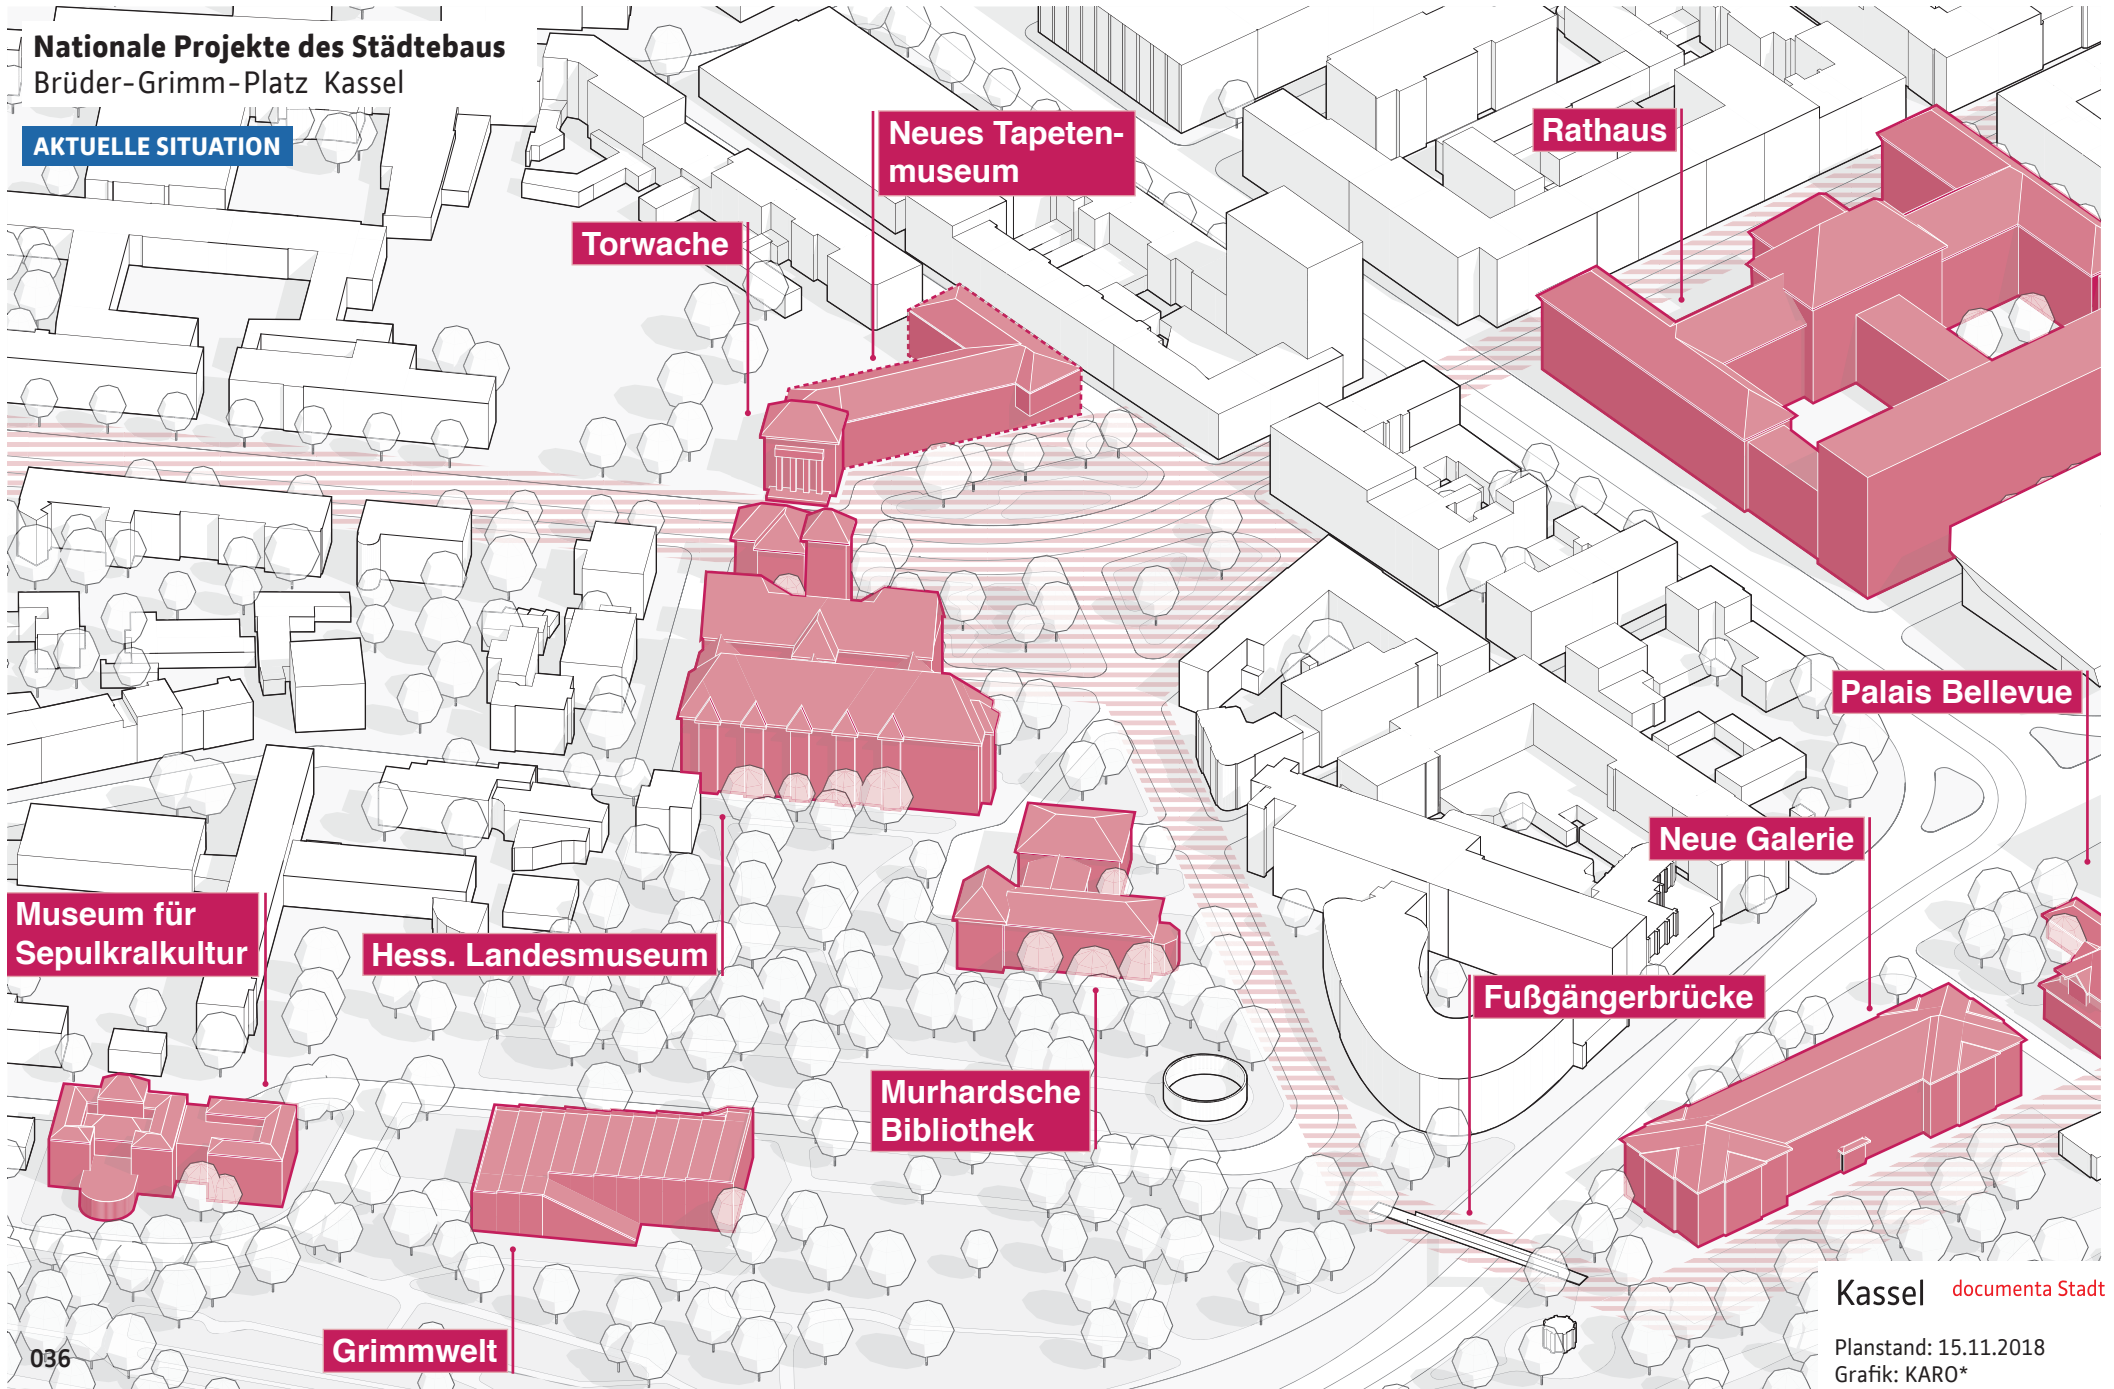 Nationale Projekte des Städtebaus
Brüder-Grimm-Platz Kassel
AKTUELLE SITUATION
Neues Tapeten-
museum
Rathaus
Torwache
Palais Bellevue
Neue Galerie
Museum für
Sepulkralkultur
Hess. Landesmuseum
Fußgängerbrücke
Murhardsche
Bibliothek
Grimmwelt
036
Kassel documenta Stadt
Planstand: 15.11.2018
Grafik: KARO*